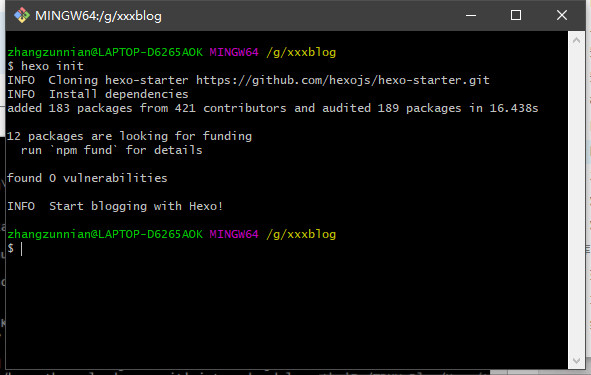 MINGW64:/g/xxxblog
zhangzunnian@LAPTOP-D6265AOK MINGW64 /g/xxxblog
$ hexo init
INFO  Cloning hexo-starter https://github.com/hexojs/hexo-starter.git
INFO  Install dependencies
added 183 packages from 421 contributors and audited 189 packages in 16.438s
12 packages are looking for funding
  run `npm fund` for details
found 0 vulnerabilities
INFO  Start blogging with Hexo!
zhangzunnian@LAPTOP-D6265AOK MINGW64 /g/xxxblog
$